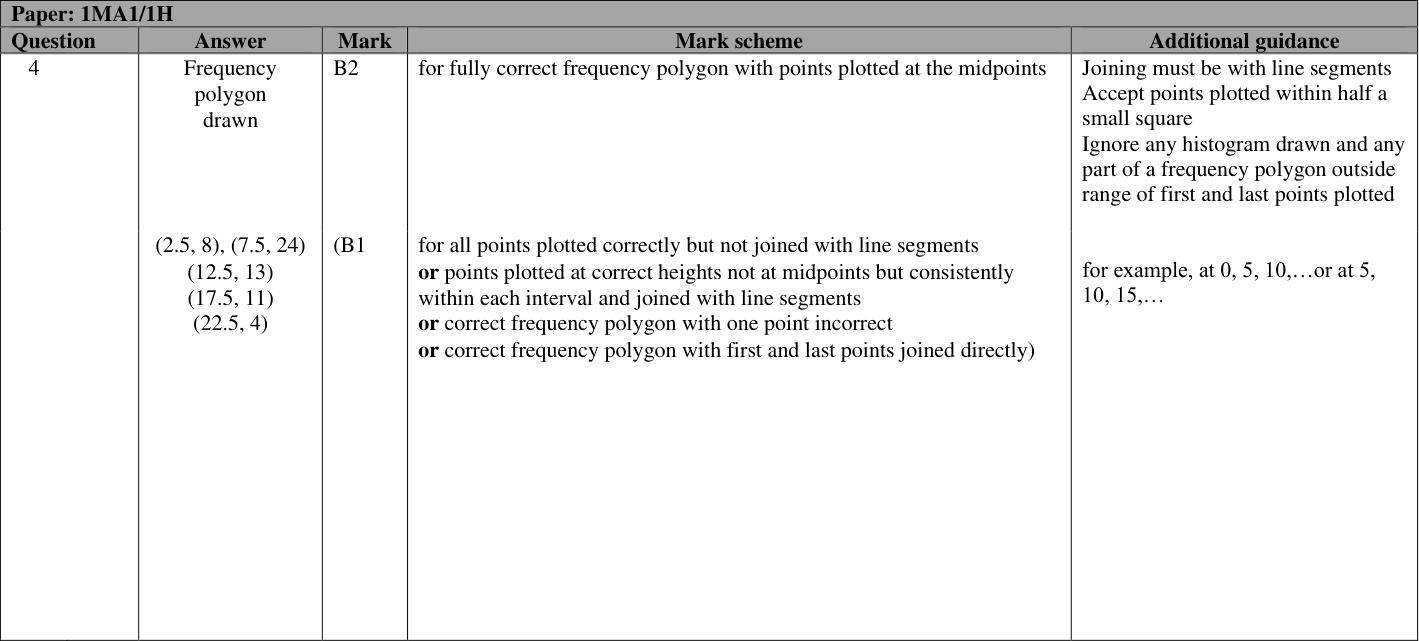 Paper: 1MA1/1H
Question Answer Mark Mark scheme Additional guidance
4 Frequency B2 for fully correct frequency polygon with points plotted at the midpoints Joining must be with line segments
polygon Accept points plotted within half a
drawn small square
Ignore any histogram drawn and any
part of a frequency polygon outside
range of first and last points plotted
(2.5, 8), (7.5, 24) (B1 for all points plotted correctly but not joined with line segments
(12.5, 13) or points plotted at correct heights not at midpoints but consistently for example, at 0, 5, 10,…or at 5,
(17.5, 11) within each interval and joined with line segments 10, 15,…
(22.5, 4) or correct frequency polygon with one point incorrect
or correct frequency polygon with first and last points joined directly)